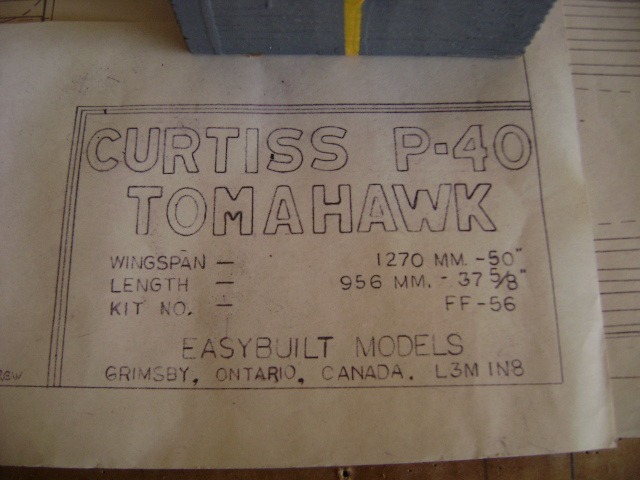 CURTISS P-40
TOMAHAWK
WINGSPAN — 1270 MM. - 50"
LENGTH — 956 MM. - 37 5/8"
KIT NO. — FF-56
EASYBUILT MODELS
GRIMSBY, ONTARIO, CANADA. L3M 1N8